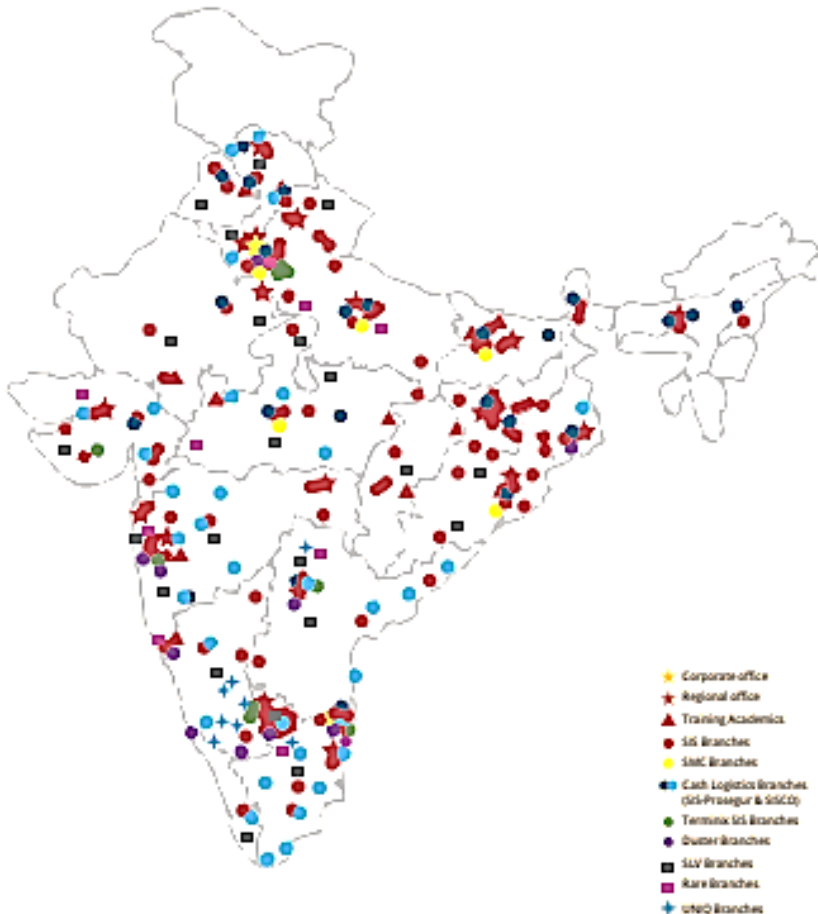 Corporate office
Regional office
Training Academics
SIS Branches
SMC Branches
Cash Logistics Branches
(SIS-Prosegur & SISCO)
Terminix SIS Branches
Duster Branches
SLV Branches
Rare Branches
UNIQ Branches